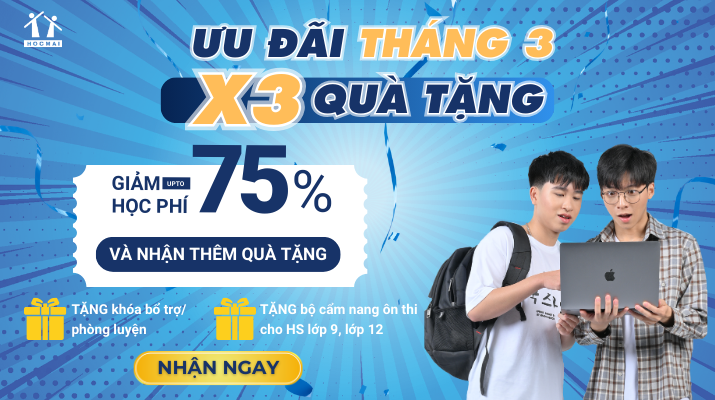 HOCMAI
ƯU ĐÃI THÁNG 3
X3 QUÀ TẶNG
GIẢM UPTO 75%
HỌC PHÍ
VÀ NHẬN THÊM QUÀ TẶNG
TẶNG khóa bổ trợ/
phòng luyện
TẶNG bộ cẩm nang ôn thi
cho HS lớp 9, lớp 12
NHẬN NGAY